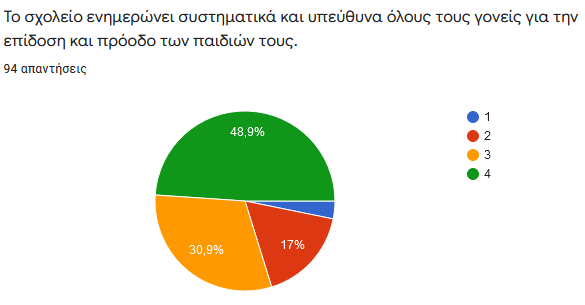 Το σχολείο ενημερώνει συστηματικά και υπεύθυνα όλους τους γονείς για την
επίδοση και πρόοδο των παιδιών τους.
94 απαντήσεις
48,9%
30,9%
17%
1
2
3
4